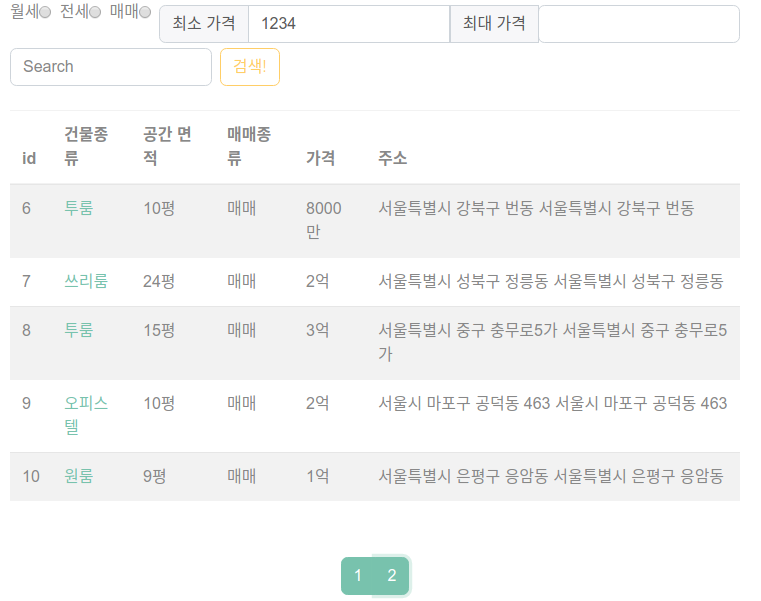 월세 전세 매매 최소 가격 1234 최대 가격
Search 검색!
id 건물종류 공간 면적 매매종류 가격 주소
6 투룸 10평 매매 8000만 서울특별시 강북구 번동 서울특별시 강북구 번동
7 쓰리룸 24평 매매 2억 서울특별시 성북구 정릉동 서울특별시 성북구 정릉동
8 투룸 15평 매매 3억 서울특별시 중구 충무로5가 서울특별시 중구 충무로5가
9 오피스텔 10평 매매 2억 서울시 마포구 공덕동 463 서울시 마포구 공덕동 463
10 원룸 9평 매매 1억 서울특별시 은평구 응암동 서울특별시 은평구 응암동
1 2